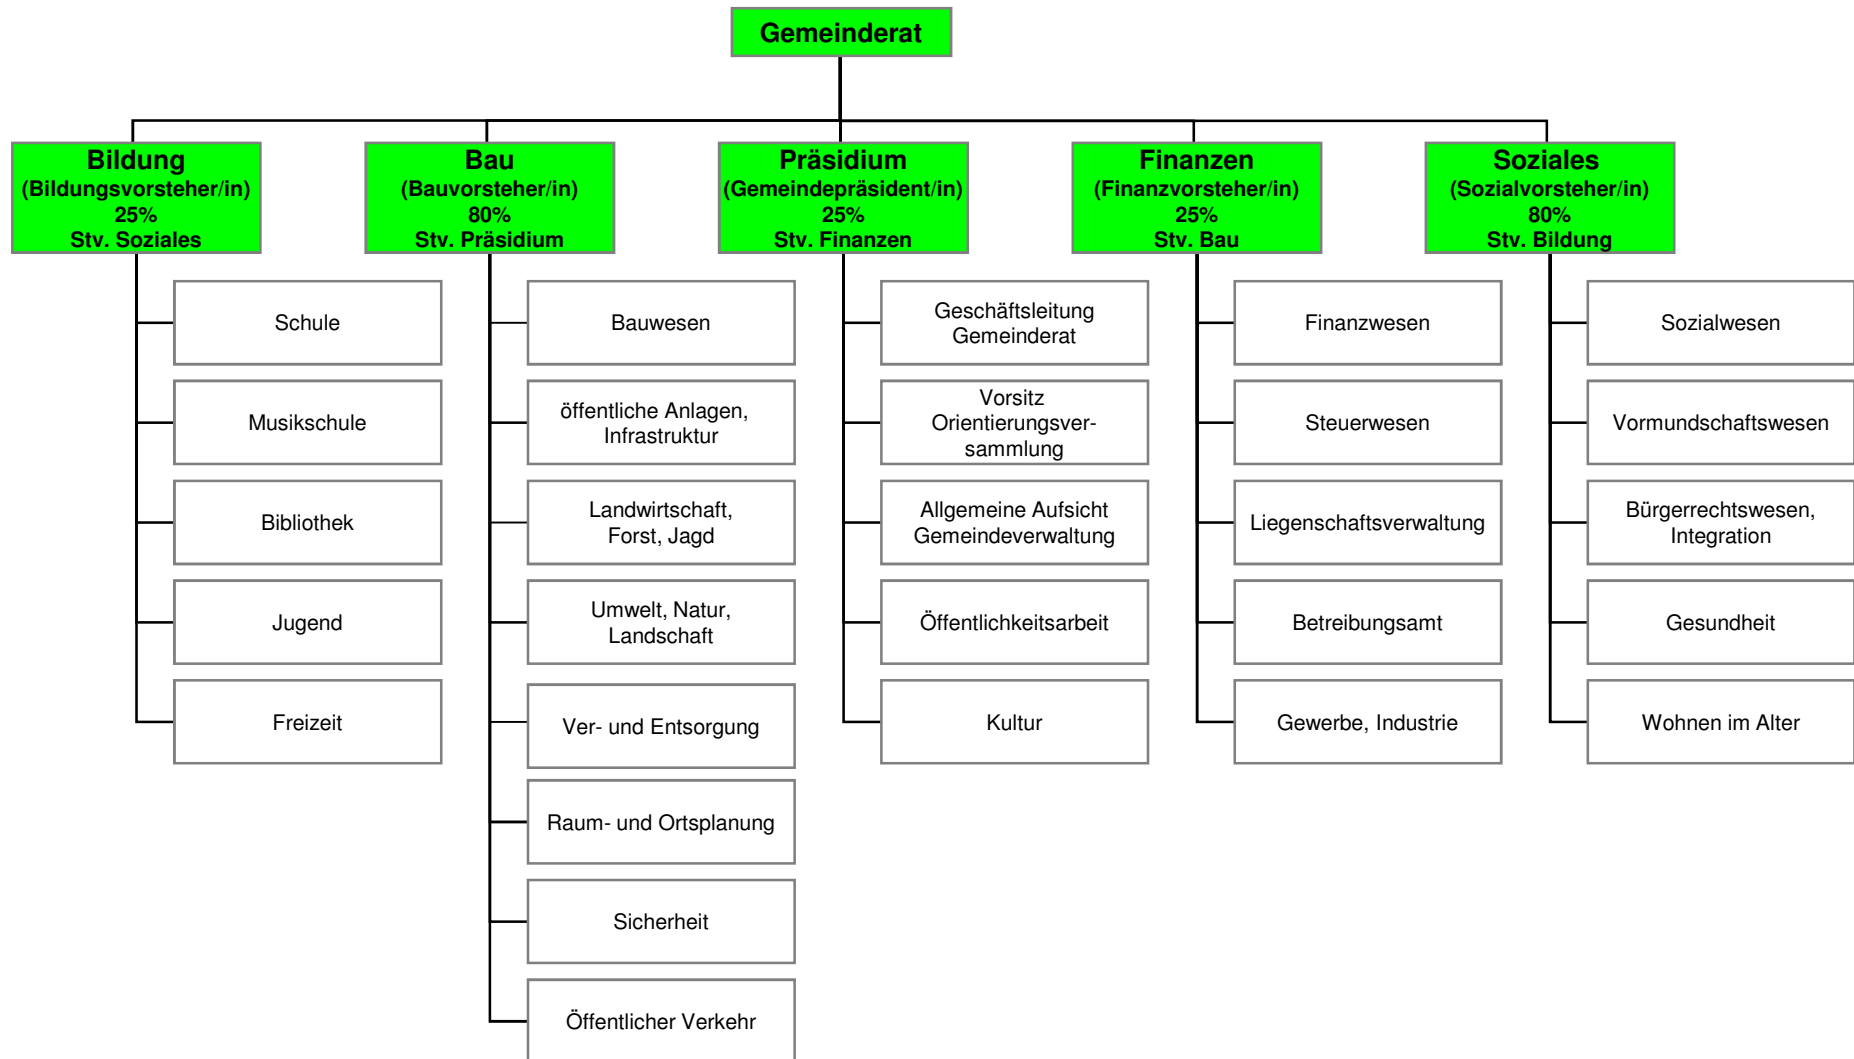 Gemeinderat
Bildung
(Bildungsvorsteher/in)
25%
Stv. Soziales
Schule
Musikschule
Bibliothek
Jugend
Freizeit
Bau
(Bauvorsteher/in)
80%
Stv. Präsidium
Bauwesen
öffentliche Anlagen,
Infrastruktur
Landwirtschaft,
Forst, Jagd
Umwelt, Natur,
Landschaft
Ver- und Entsorgung
Raum- und Ortsplanung
Sicherheit
Öffentlicher Verkehr
Präsidium
(Gemeindepräsident/in)
25%
Stv. Finanzen
Geschäftsleitung
Gemeinderat
Vorsitz
Orientierungsver-
sammlung
Allgemeine Aufsicht
Gemeindeverwaltung
Öffentlichkeitsarbeit
Kultur
Finanzen
(Finanzvorsteher/in)
25%
Stv. Bau
Finanzwesen
Steuerwesen
Liegenschaftsverwaltung
Betreibungsamt
Gewerbe, Industrie
Soziales
(Sozialvorsteher/in)
80%
Stv. Bildung
Sozialwesen
Vormundschaftswesen
Bürgerrechtswesen,
Integration
Gesundheit
Wohnen im Alter